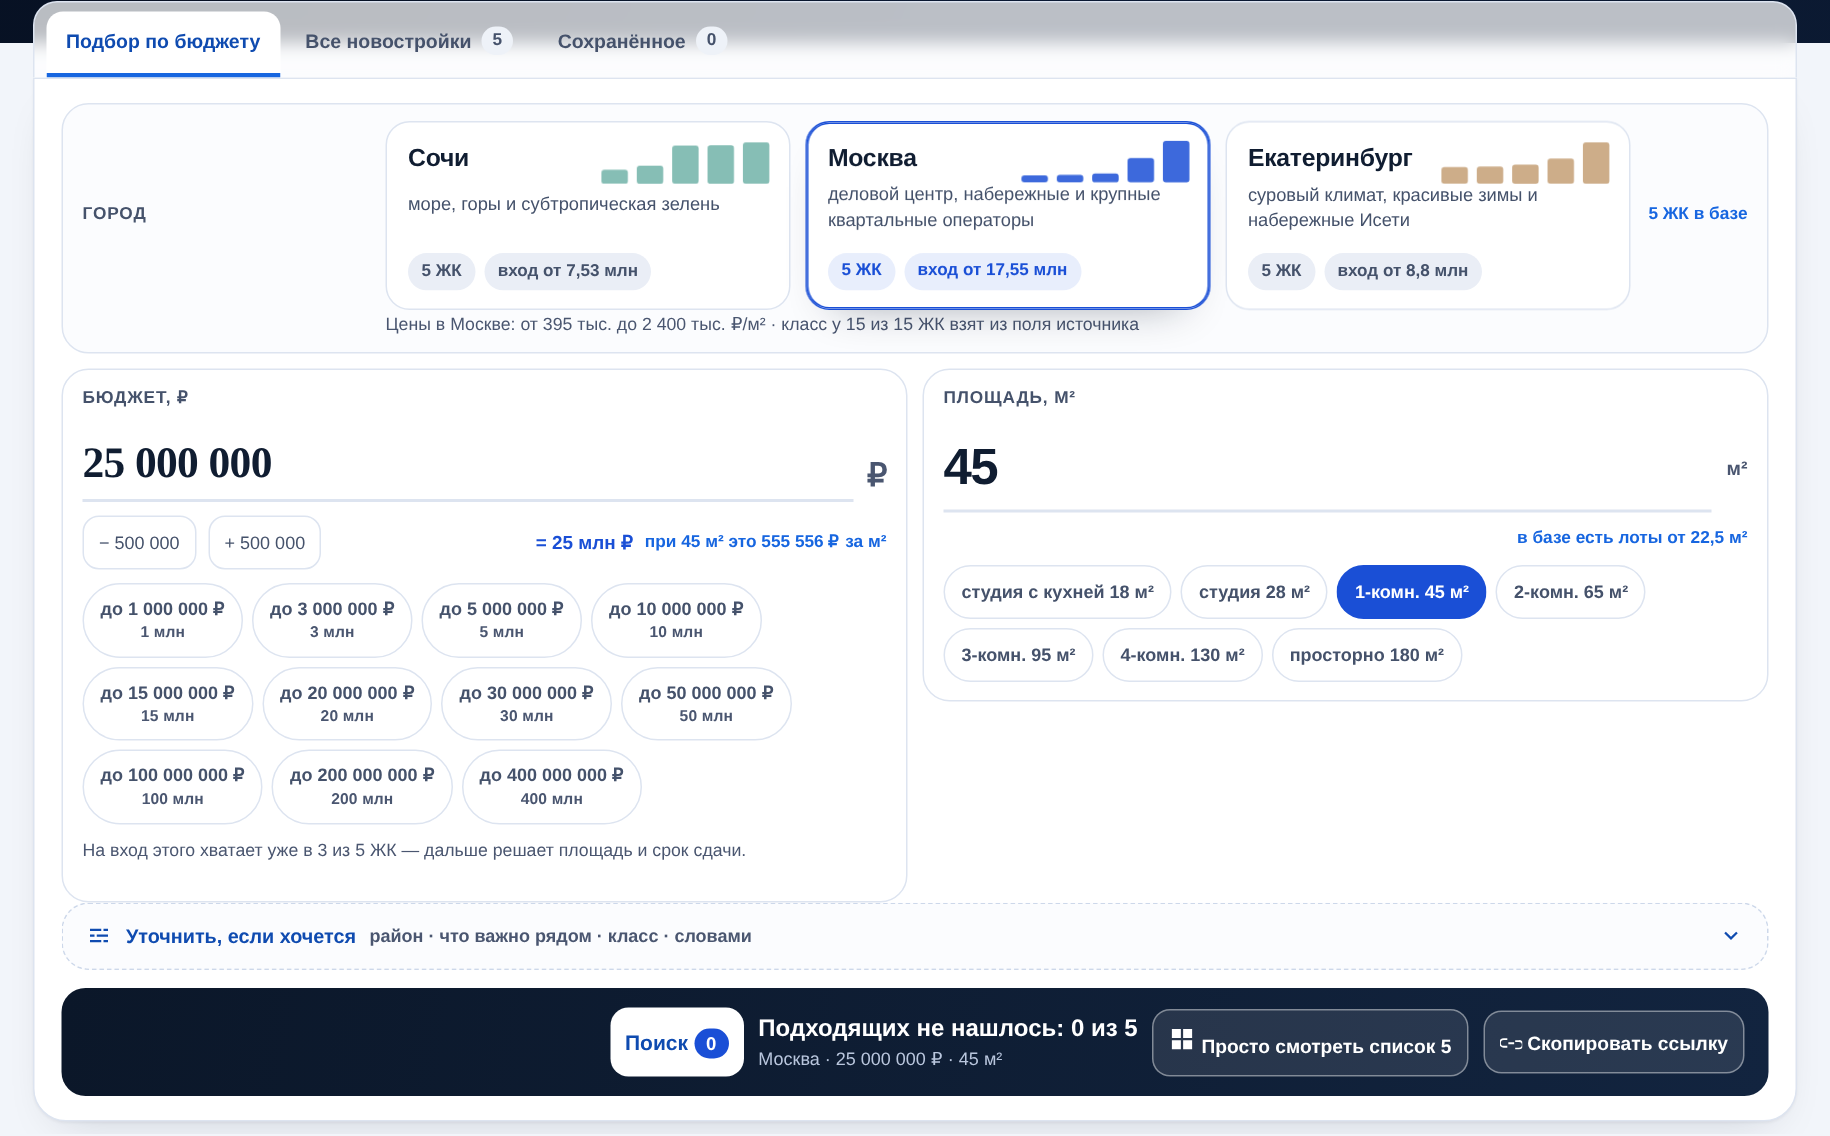 Подбор по бюджету
Все новостройки 5
Сохранённое 0
ГОРОД
Сочи
море, горы и субтропическая зелень
5 ЖК
вход от 7,53 млн
Москва
деловой центр, набережные и крупные
квартальные операторы
5 ЖК
вход от 17,55 млн
Екатеринбург
суровый климат, красивые зимы и
набережные Исети
5 ЖК
вход от 8,8 млн
5 ЖК в базе
Цены в Москве: от 395 тыс. до 2 400 тыс. ₽/м² · класс у 15 из 15 ЖК взят из поля источника
БЮДЖЕТ, ₽
25 000 000
₽
− 500 000
+ 500 000
= 25 млн ₽ при 45 м² это 555 556 ₽ за м²
до 1 000 000 ₽
1 млн
до 3 000 000 ₽
3 млн
до 5 000 000 ₽
5 млн
до 10 000 000 ₽
10 млн
до 15 000 000 ₽
15 млн
до 20 000 000 ₽
20 млн
до 30 000 000 ₽
30 млн
до 50 000 000 ₽
50 млн
до 100 000 000 ₽
100 млн
до 200 000 000 ₽
200 млн
до 400 000 000 ₽
400 млн
На вход этого хватает уже в 3 из 5 ЖК — дальше решает площадь и срок сдачи.
ПЛОЩАДЬ, М²
45
м²
в базе есть лоты от 22,5 м²
студия с кухней 18 м²
студия 28 м²
1-комн. 45 м²
2-комн. 65 м²
3-комн. 95 м²
4-комн. 130 м²
просторно 180 м²
Уточнить, если хочется район · что важно рядом · класс · словами
Поиск 0
Подходящих не нашлось: 0 из 5
Москва · 25 000 000 ₽ · 45 м²
Просто смотреть список 5
Скопировать ссылку